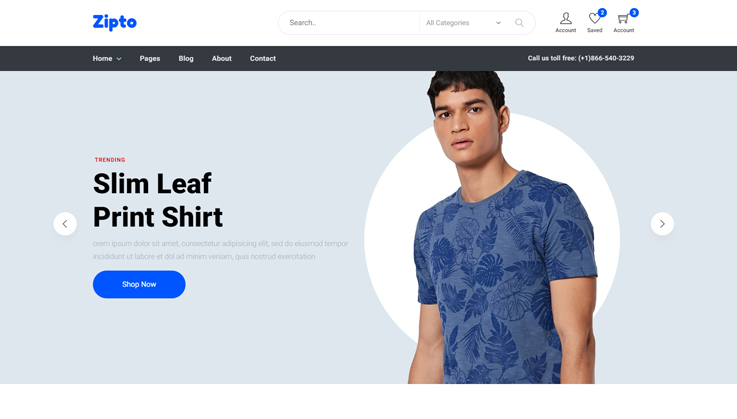 Zipto
Search..
All Categories
2
3
Account
Saved
Account
Home
Pages
Blog
About
Contact
Call us toll free: (+1)866-540-3229
TRENDING
Slim Leaf
Print Shirt
orem ipsum dolor sit amet, consectetur adipisicing elit, sed do eiusmod tempor
incididunt ut labore et dol ad minim veniam, quis nostrud exercitation
Shop Now